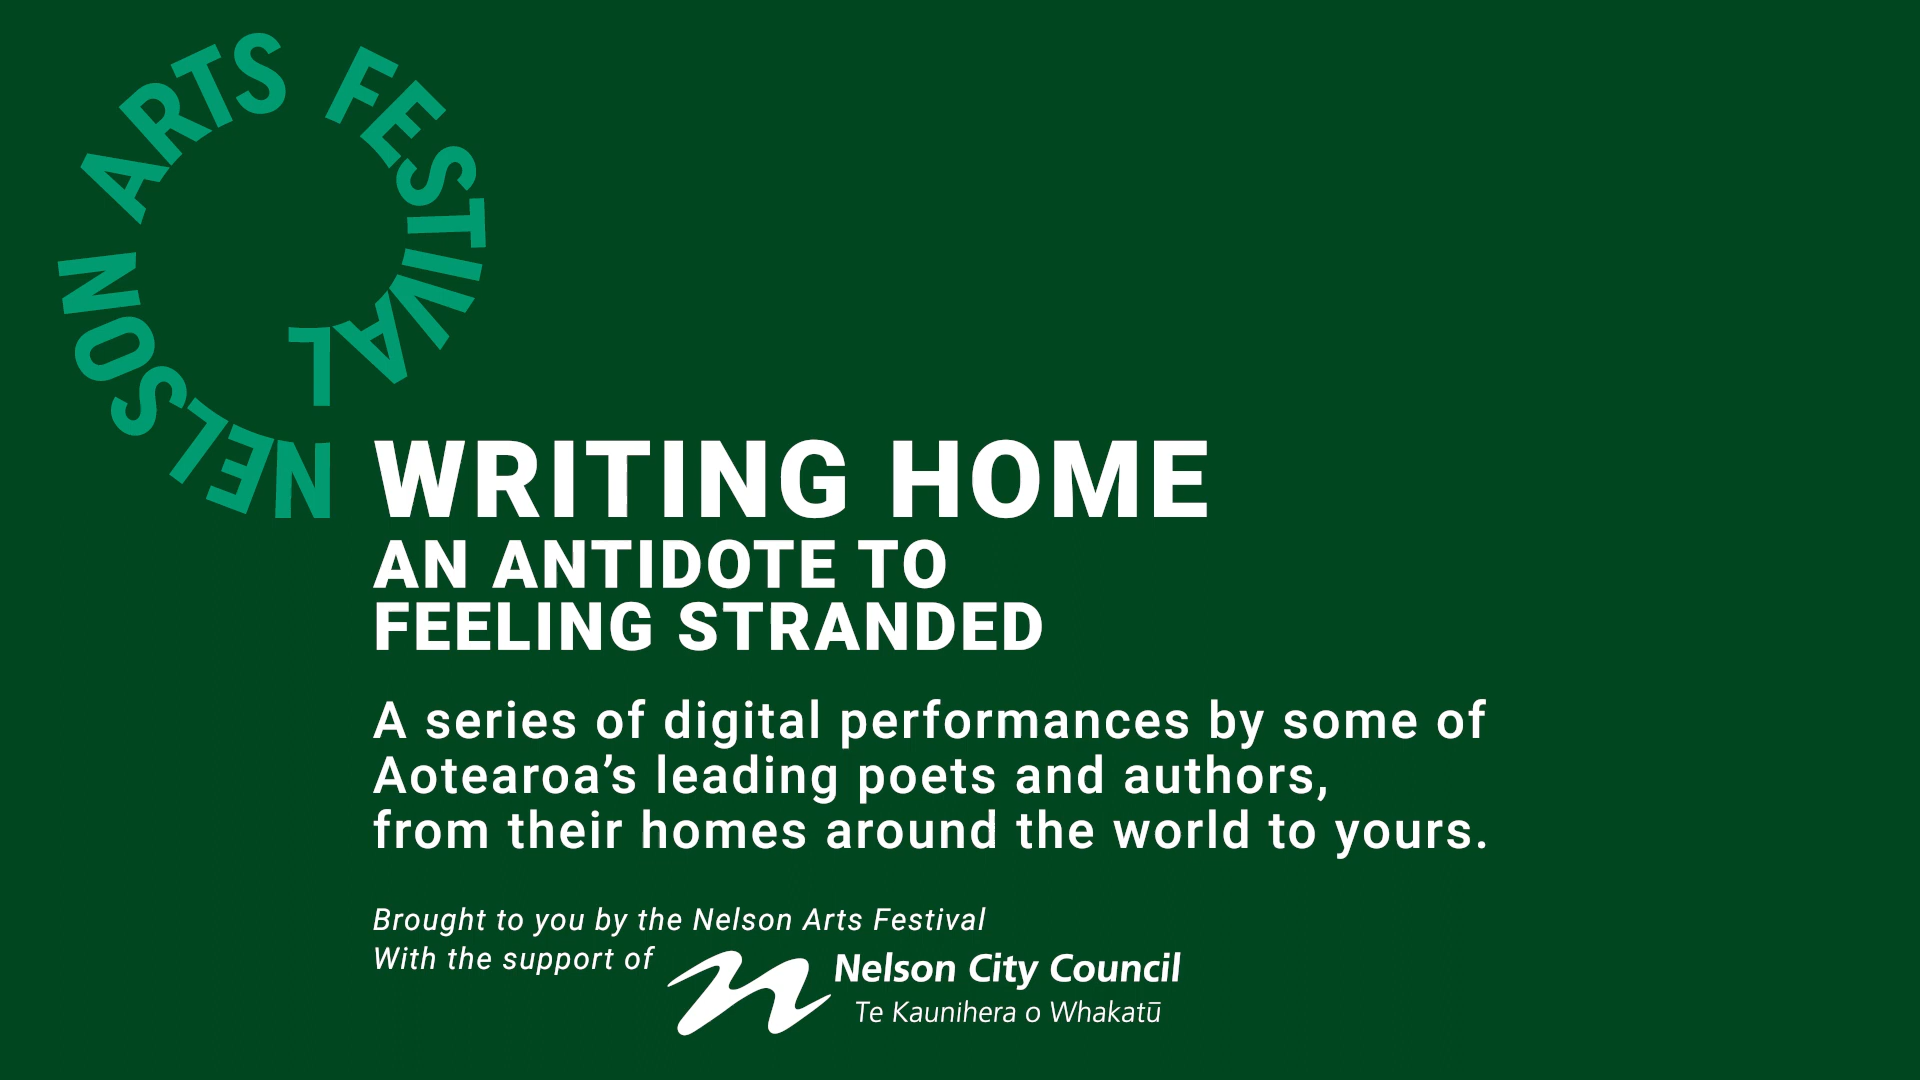 NELSON ARTS FESTIVAL
WRITING HOME
AN ANTIDOTE TO
FEELING STRANDED
A series of digital performances by some of
Aotearoa’s leading poets and authors,
from their homes around the world to yours.
Brought to you by the Nelson Arts Festival
With the support of
Nelson City Council
Te Kaunihera o Whakatū